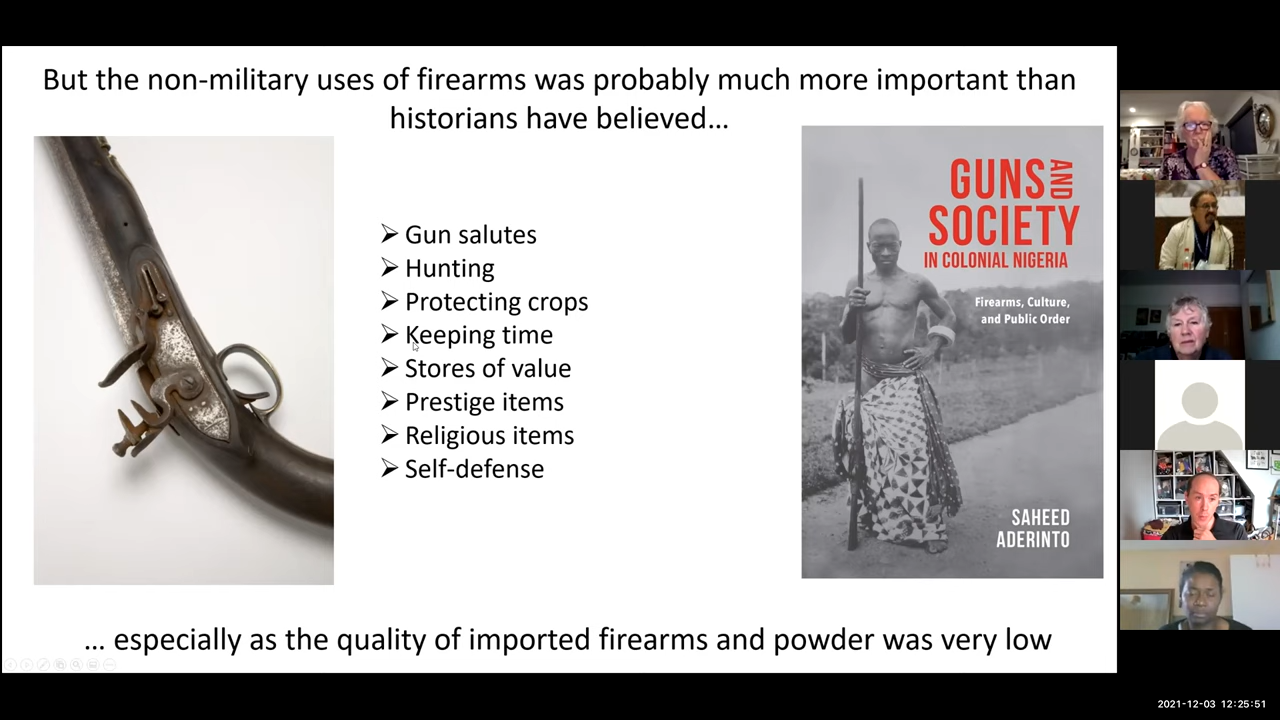 But the non-military uses of firearms was probably much more important than
historians have believed…
➢ Gun salutes
➢ Hunting
➢ Protecting crops
➢ Keeping time
➢ Stores of value
➢ Prestige items
➢ Religious items
➢ Self-defense
GUNS AND
SOCIETY
IN COLONIAL NIGERIA
Firearms, Culture,
and Public Order
SAHEED
ADERINTO
… especially as the quality of imported firearms and powder was very low
2021-12-03 12:25:51